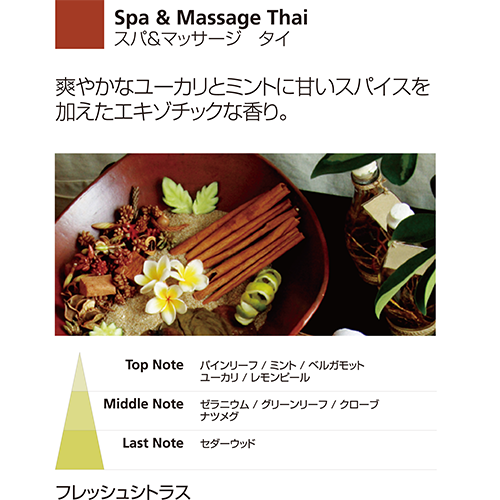 Spa & Massage Thai
スパ&マッサージ　タイ
爽やかなユーカリとミントに甘いスパイスを
加えたエキゾチックな香り。
Top Note パインリーフ / ミント / ベルガモット
ユーカリ / レモンピール
Middle Note ゼラニウム / グリーンリーフ / クローブ
ナツメグ
Last Note セダーウッド
フレッシュシトラス